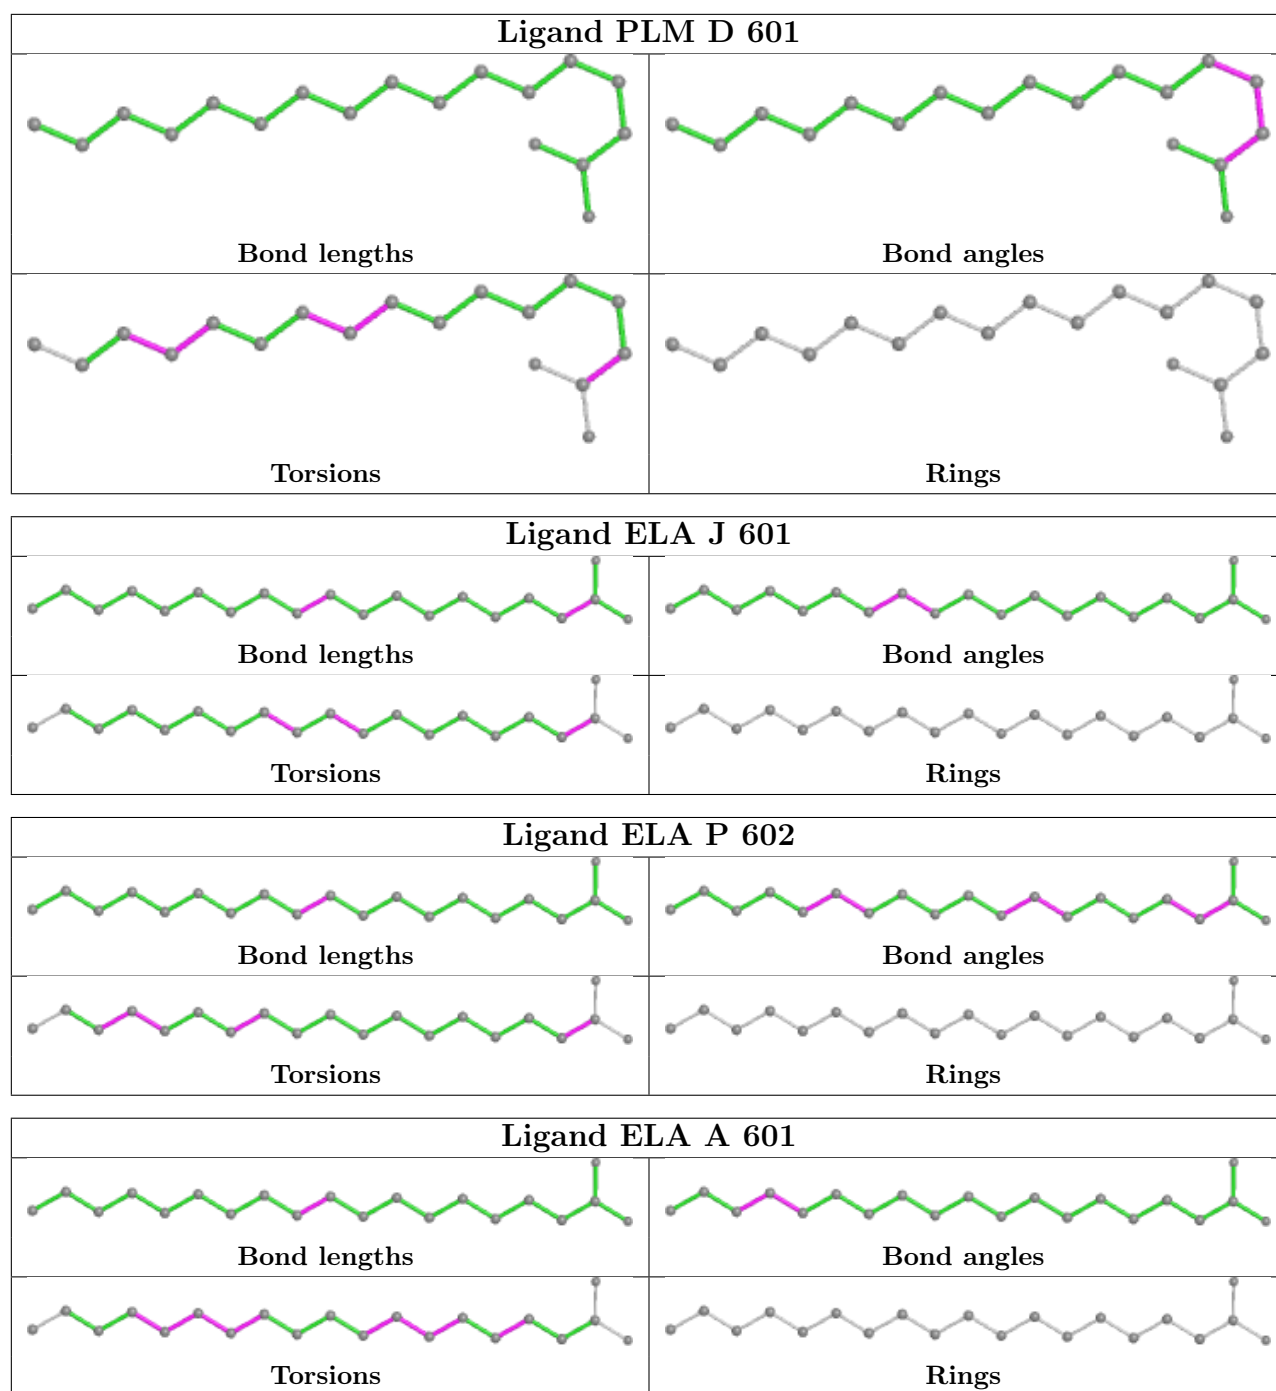 Ligand PLM D 601
Bond lengths
Bond angles
Torsions
Rings
Ligand ELA J 601
Bond lengths
Bond angles
Torsions
Rings
Ligand ELA P 602
Bond lengths
Bond angles
Torsions
Rings
Ligand ELA A 601
Bond lengths
Bond angles
Torsions
Rings